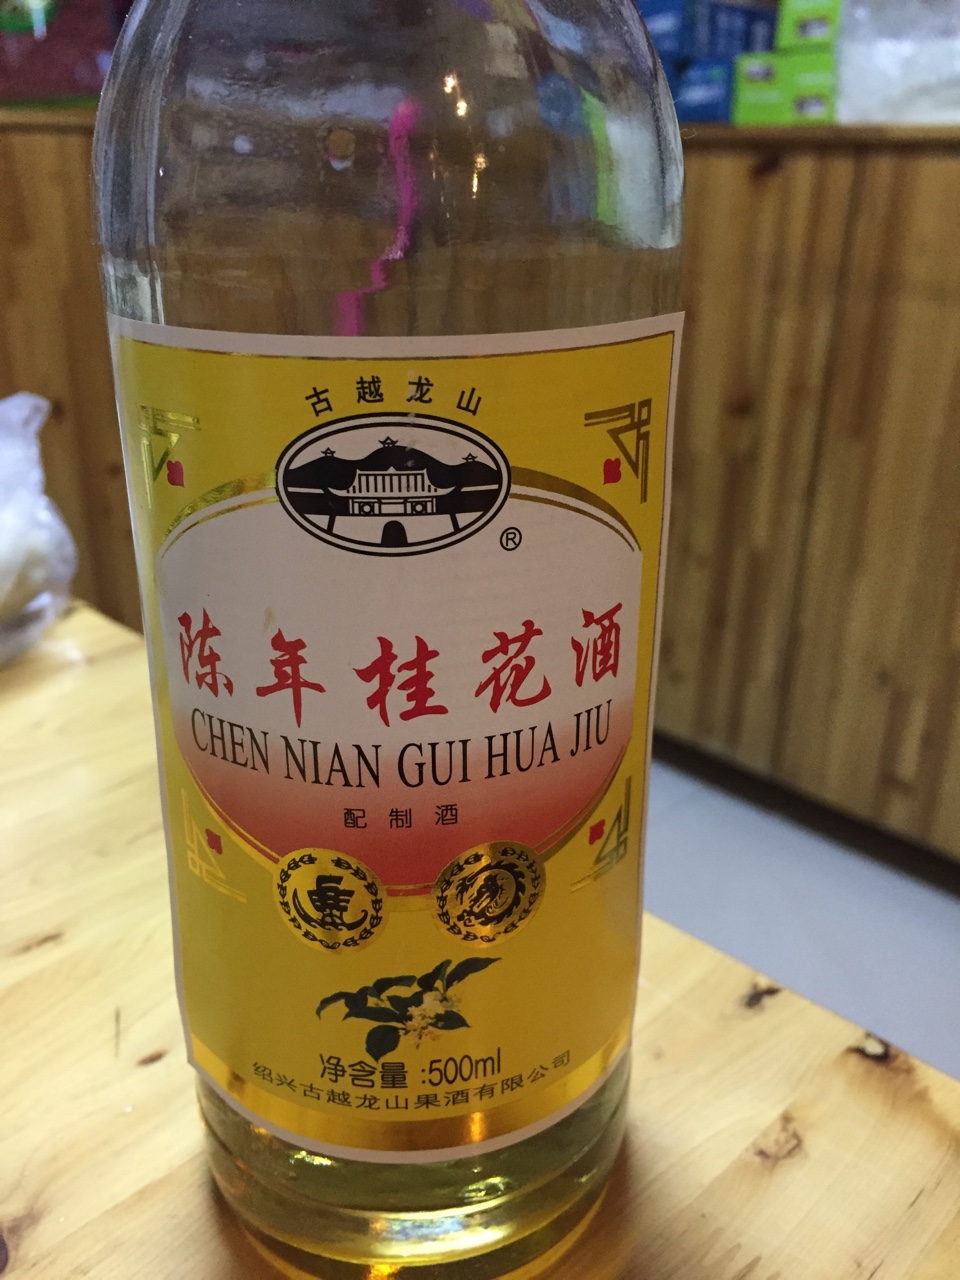 古越龙山
®
陈年桂花酒
CHEN NIAN GUI HUA JIU
配制酒
净含量:500ml
绍兴古越龙山果酒有限公司